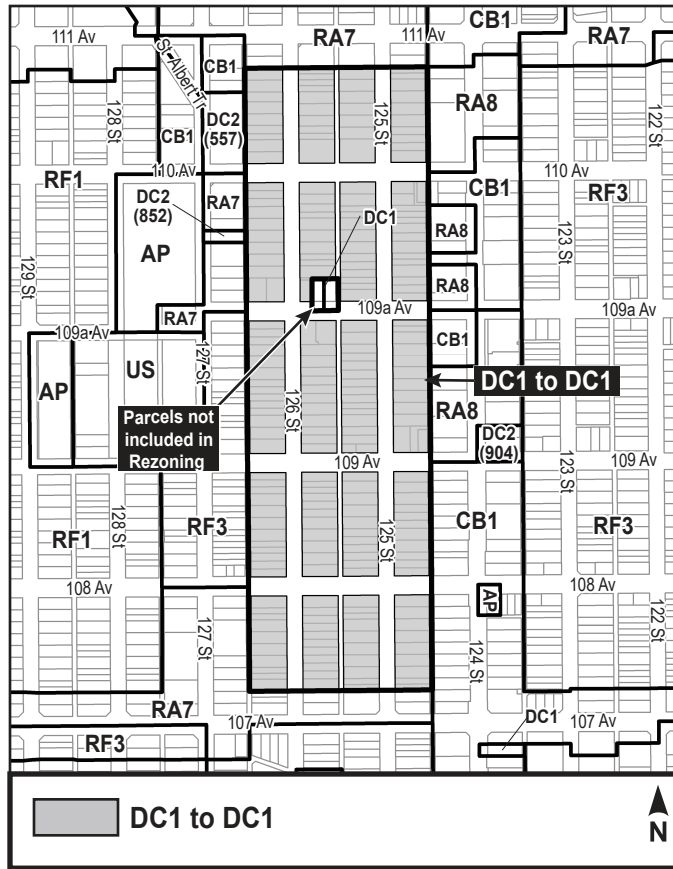 111 Av
RA7
111 Av
CB1
RA7
St. Albert Tr
CB1
128 St
CB1
DC2
(557)
125 St
RA8
122 St
RF1
110 Av
CB1
110 Av
RF3
DC2
(852)
RA7
DC1
AP
RA8
123 St
129 St
RA8
109a Av
109a Av
RA7
109a Av
US
127 St
CB1
AP
DC1 to DC1
Parcels not
included in
Rezoning
126 St
RA8
DC2
(904)
109 Av
109 Av
123 St
128 St
RF1
RF3
125 St
CB1
RF3
108 Av
AP
108 Av
127 St
124 St
122 St
RA7
107 Av
DC1
107 Av
RF3
DC1 to DC1
N